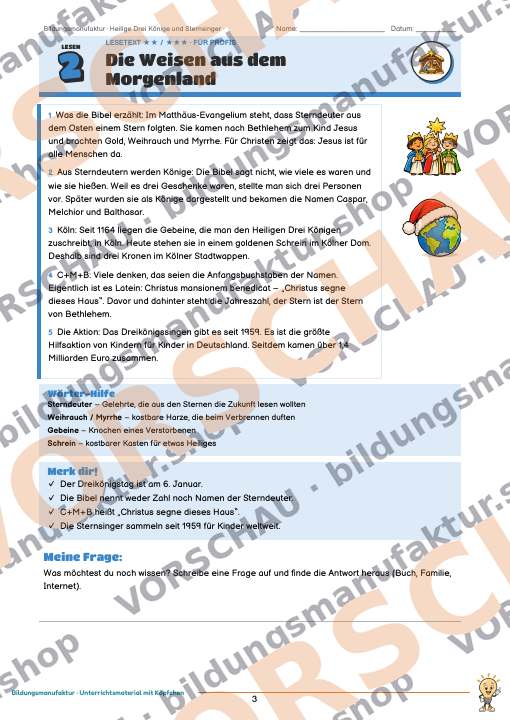 Bildungsmanufaktur · Heilige Drei Könige und Sternsinger
Name: Datum:
LESEN
2
LESETEXT ★★ / ★★★ · FÜR PROFIS
Die Weisen aus dem
Morgenland
1 Was die Bibel erzählt: Im Matthäus-Evangelium steht, dass Sterndeuter aus
dem Osten einem Stern folgten. Sie kamen nach Bethlehem zum Kind Jesus
und brachten Gold, Weihrauch und Myrrhe. Für Christen zeigt das: Jesus ist für
alle Menschen da.
2 Aus Sterndeutern werden Könige: Die Bibel sagt nicht, wie viele es waren und
wie sie hießen. Weil es drei Geschenke waren, stellte man sich drei Personen
vor. Später wurden sie als Könige dargestellt und bekamen die Namen Caspar,
Melchior und Balthasar.
3 Köln: Seit 1164 liegen die Gebeine, die man den Heiligen Drei Königen
zuschreibt, in Köln. Heute stehen sie in einem goldenen Schrein im Kölner Dom.
Deshalb sind drei Kronen im Kölner Stadtwappen.
4 C+M+B: Viele denken, das seien die Anfangsbuchstaben der Namen.
Eigentlich ist es Latein: Christus mansionem benedicat – „Christus segne
dieses Haus“. Davor und dahinter steht die Jahreszahl, der Stern ist der Stern
von Bethlehem.
5 Die Aktion: Das Dreikönigssingen gibt es seit 1959. Es ist die größte
Hilfsaktion von Kindern für Kinder in Deutschland. Seitdem kamen über 1,4
Milliarden Euro zusammen.
Wörter-Hilfe
Sterndeuter – Gelehrte, die aus den Sternen die Zukunft lesen wollten
Weihrauch / Myrrhe – kostbare Harze, die beim Verbrennen duften
Gebeine – Knochen eines Verstorbenen
Schrein – kostbarer Kasten für etwas Heiliges
Merk dir!
✓ Der Dreikönigstag ist am 6. Januar.
✓ Die Bibel nennt weder Zahl noch Namen der Sterndeuter.
✓ C+M+B heißt „Christus segne dieses Haus“.
✓ Die Sternsinger sammeln seit 1959 für Kinder weltweit.
Meine Frage:
Was möchtest du noch wissen? Schreibe eine Frage auf und finde die Antwort heraus (Buch, Familie,
Internet).
Bildungsmanufaktur · Unterrichtsmaterial mit Köpfchen
3
VORSCHAU · bildungsmanufaktur.shop
VORSCHAU